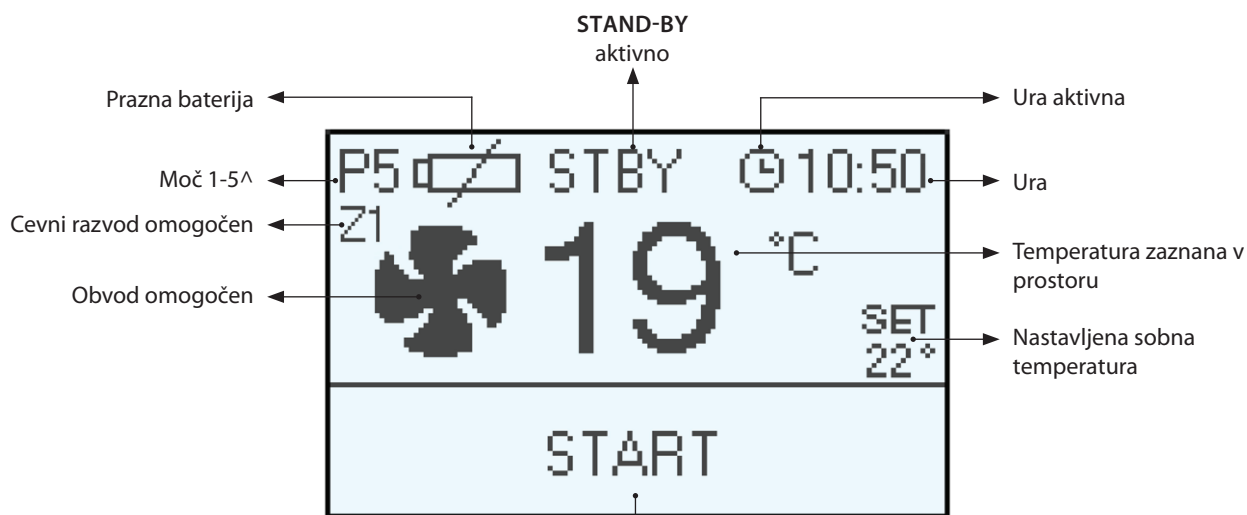 STAND-BY
aktivno
Prazna baterija
Ura aktivna
P5 STBY 10:50
Moč 1-5^
Ura
Cevni razvod omogočen
Z1
19 °C
Temperatura zaznana v
prostoru
Obvod omogočen
SET
22°
Nastavljena sobna
temperatura
START